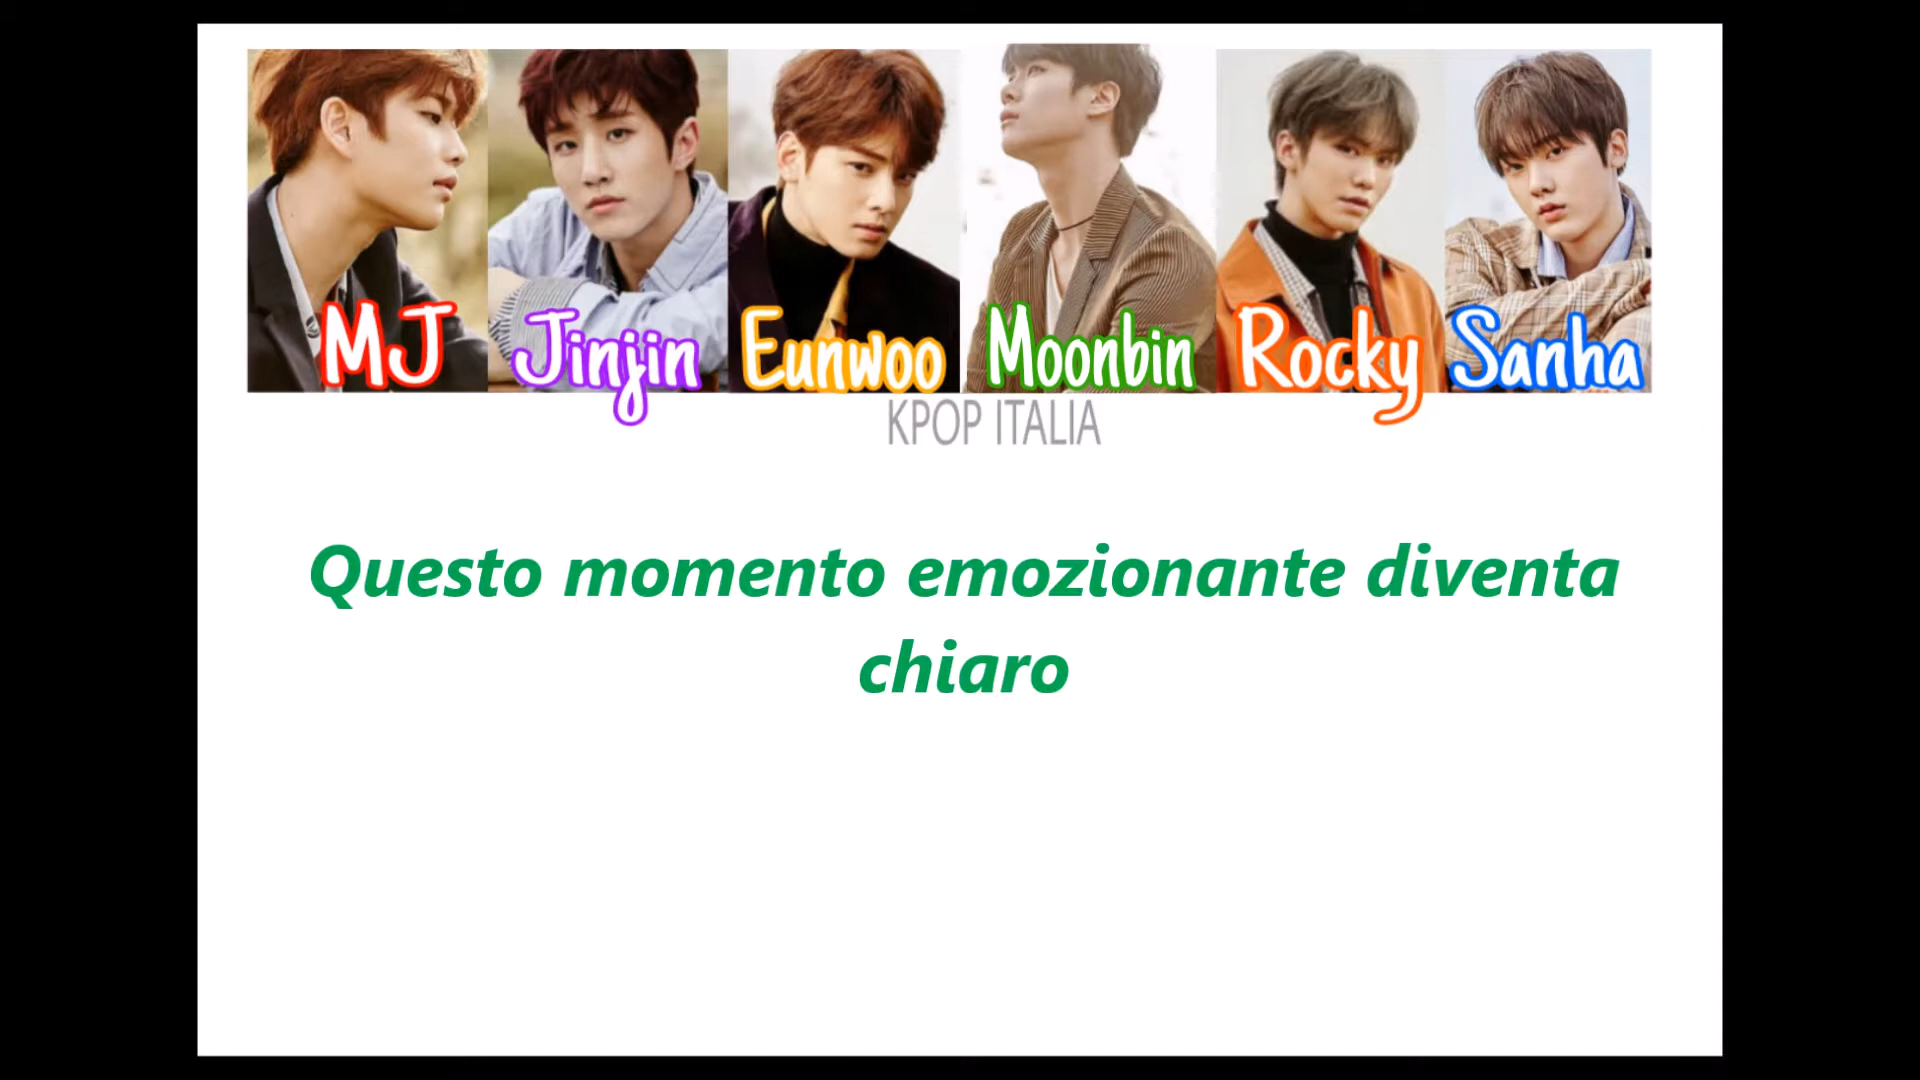 MJ Jinjin Eunwoo Moonbin Rocky Sanha
KPOP ITALIA
Questo momento emozionante diventa
chiaro